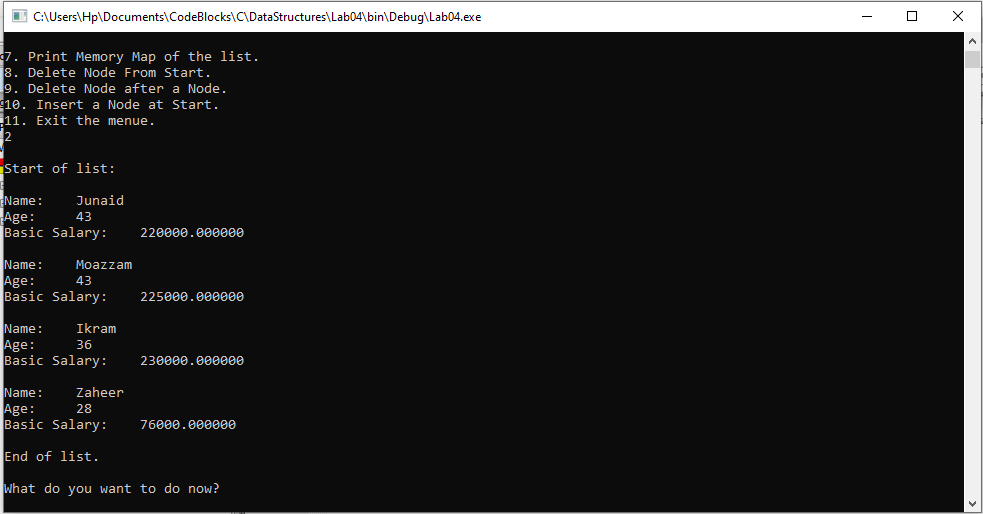 C:\Users\Hp\Documents\CodeBlocks\C\DataStructures\Lab04\bin\Debug\Lab04.exe
7. Print Memory Map of the list.
8. Delete Node From Start.
9. Delete Node after a Node.
10. Insert a Node at Start.
11. Exit the menue.
2
Start of list:
Name:    Junaid
Age:     43
Basic Salary:    220000.000000
Name:    Moazzam
Age:     43
Basic Salary:    225000.000000
Name:    Ikram
Age:     36
Basic Salary:    230000.000000
Name:    Zaheer
Age:     28
Basic Salary:    76000.000000
End of list.
What do you want to do now?